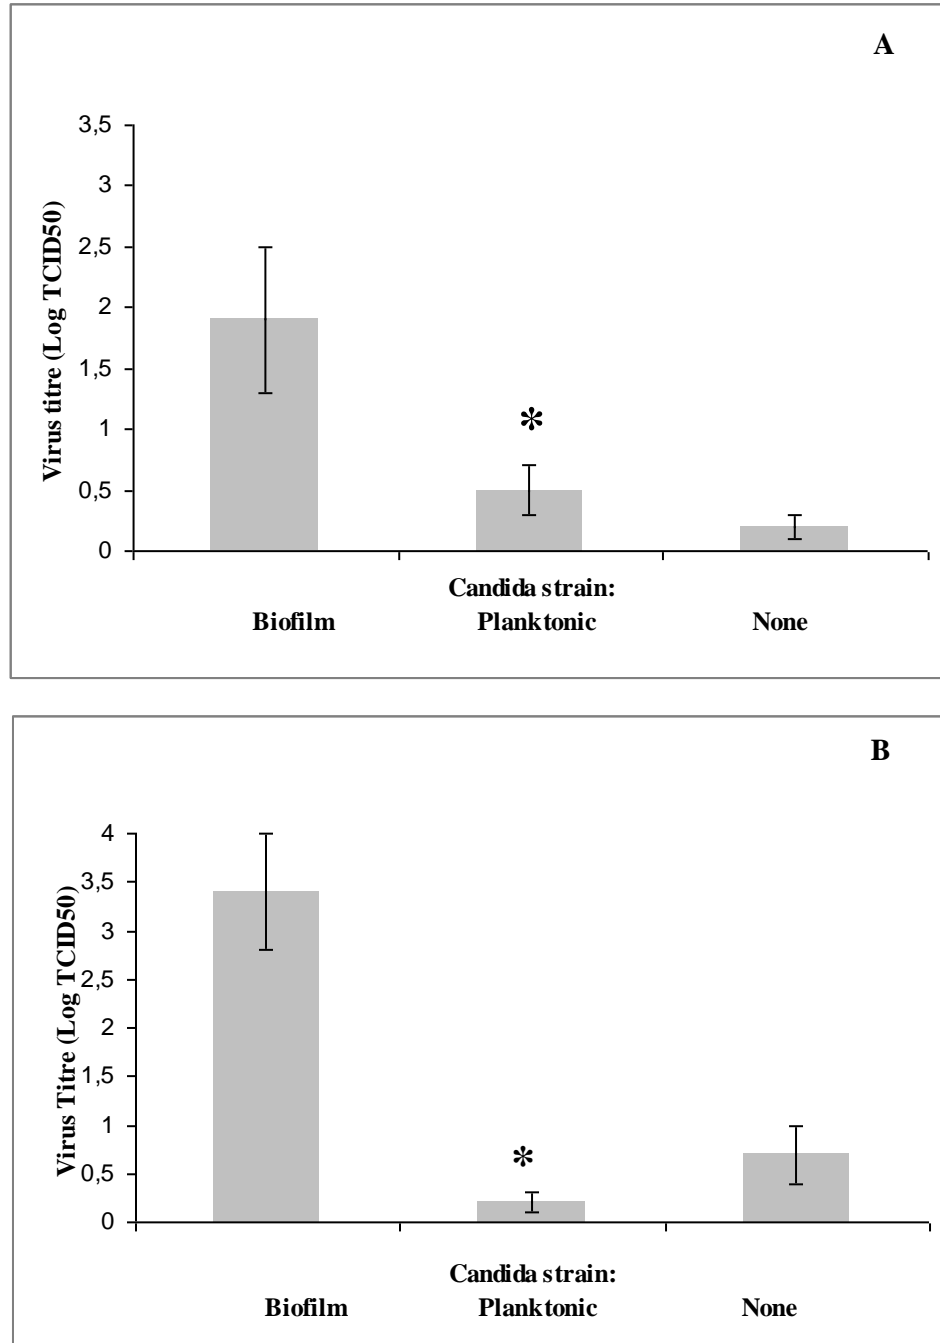 A
Virus titre (Log TCID50)
3,5
3
2,5
2
1,5
1
0,5
0
*
Candida strain:
Biofilm Planktonic None
B
Virus Titre (Log TCID50)
4
3,5
3
2,5
2
1,5
1
0,5
0
*
Candida strain:
Biofilm Planktonic None